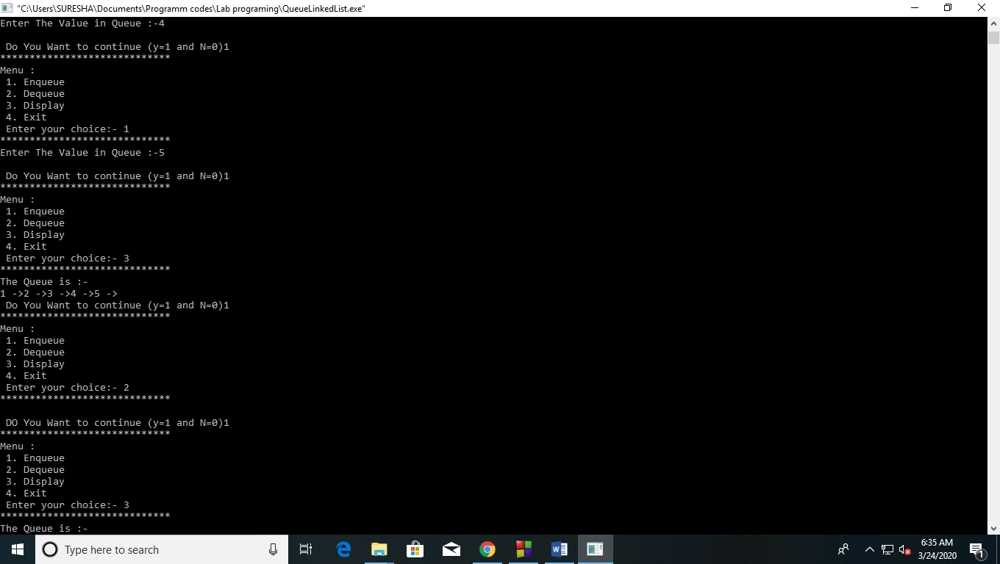 "C:\Users\SURESHA\Documents\Programm codes\Lab programing\QueueLinkedList.exe"
Enter The Value in Queue :-4
Do You Want to continue (y=1 and N=0)1
*****************************
Menu :
1. Enqueue
2. Dequeue
3. Display
4. Exit
Enter your choice:- 1
*****************************
Enter The Value in Queue :-5
Do You Want to continue (y=1 and N=0)1
*****************************
Menu :
1. Enqueue
2. Dequeue
3. Display
4. Exit
Enter your choice:- 3
*****************************
The Queue is :-
1 ->2 ->3 ->4 ->5 ->
Do You Want to continue (y=1 and N=0)1
*****************************
Menu :
1. Enqueue
2. Dequeue
3. Display
4. Exit
Enter your choice:- 2
*****************************
DO You Want to continue (y=1 and N=0)1
*****************************
Menu :
1. Enqueue
2. Dequeue
3. Display
4. Exit
Enter your choice:- 3
*****************************
The Queue is :-
Type here to search
6:35 AM
3/24/2020
1